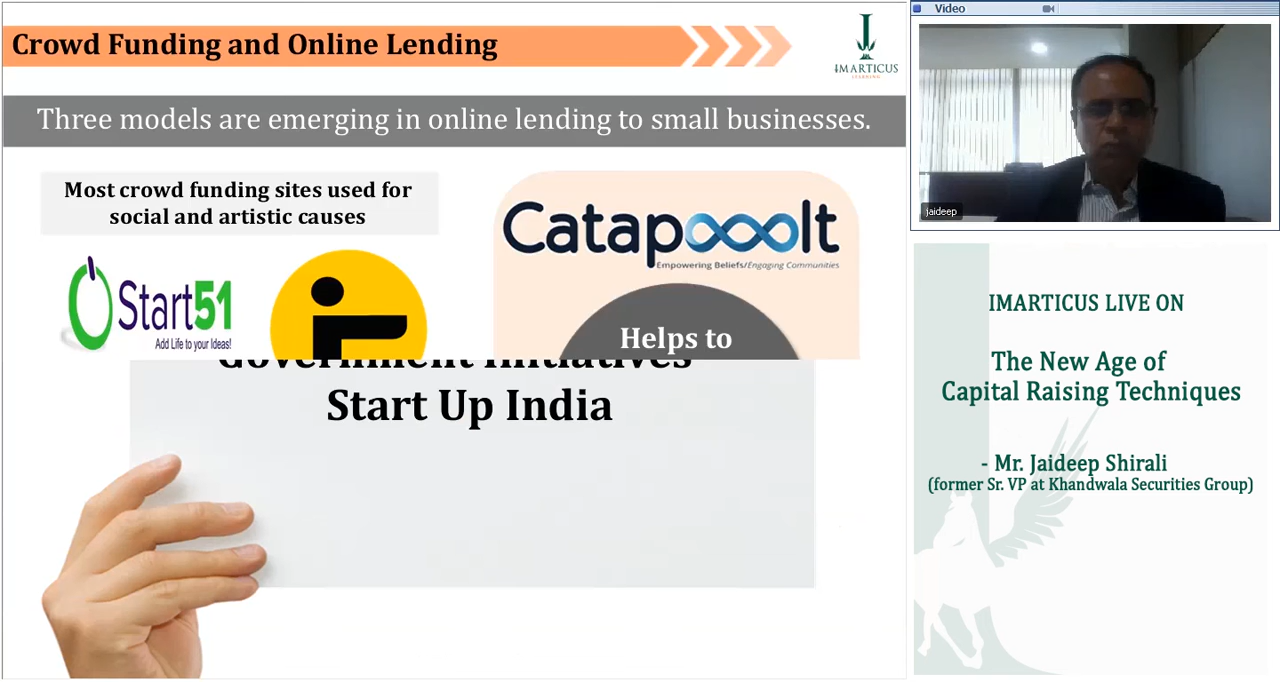 Crowd Funding and Online Lending
IMARTICUS
LEARNING
Three models are emerging in online lending to small businesses.
Most crowd funding sites used for
social and artistic causes
Start51
Add Life to your Ideas!
Catapooolt
Empowering Beliefs/Engaging Communities
Helps to
Government Initiatives
Start Up India
Video
jaideep
IMARTICUS LIVE ON
The New Age of
Capital Raising Techniques
- Mr. Jaideep Shirali
(former Sr. VP at Khandwala Securities Group)